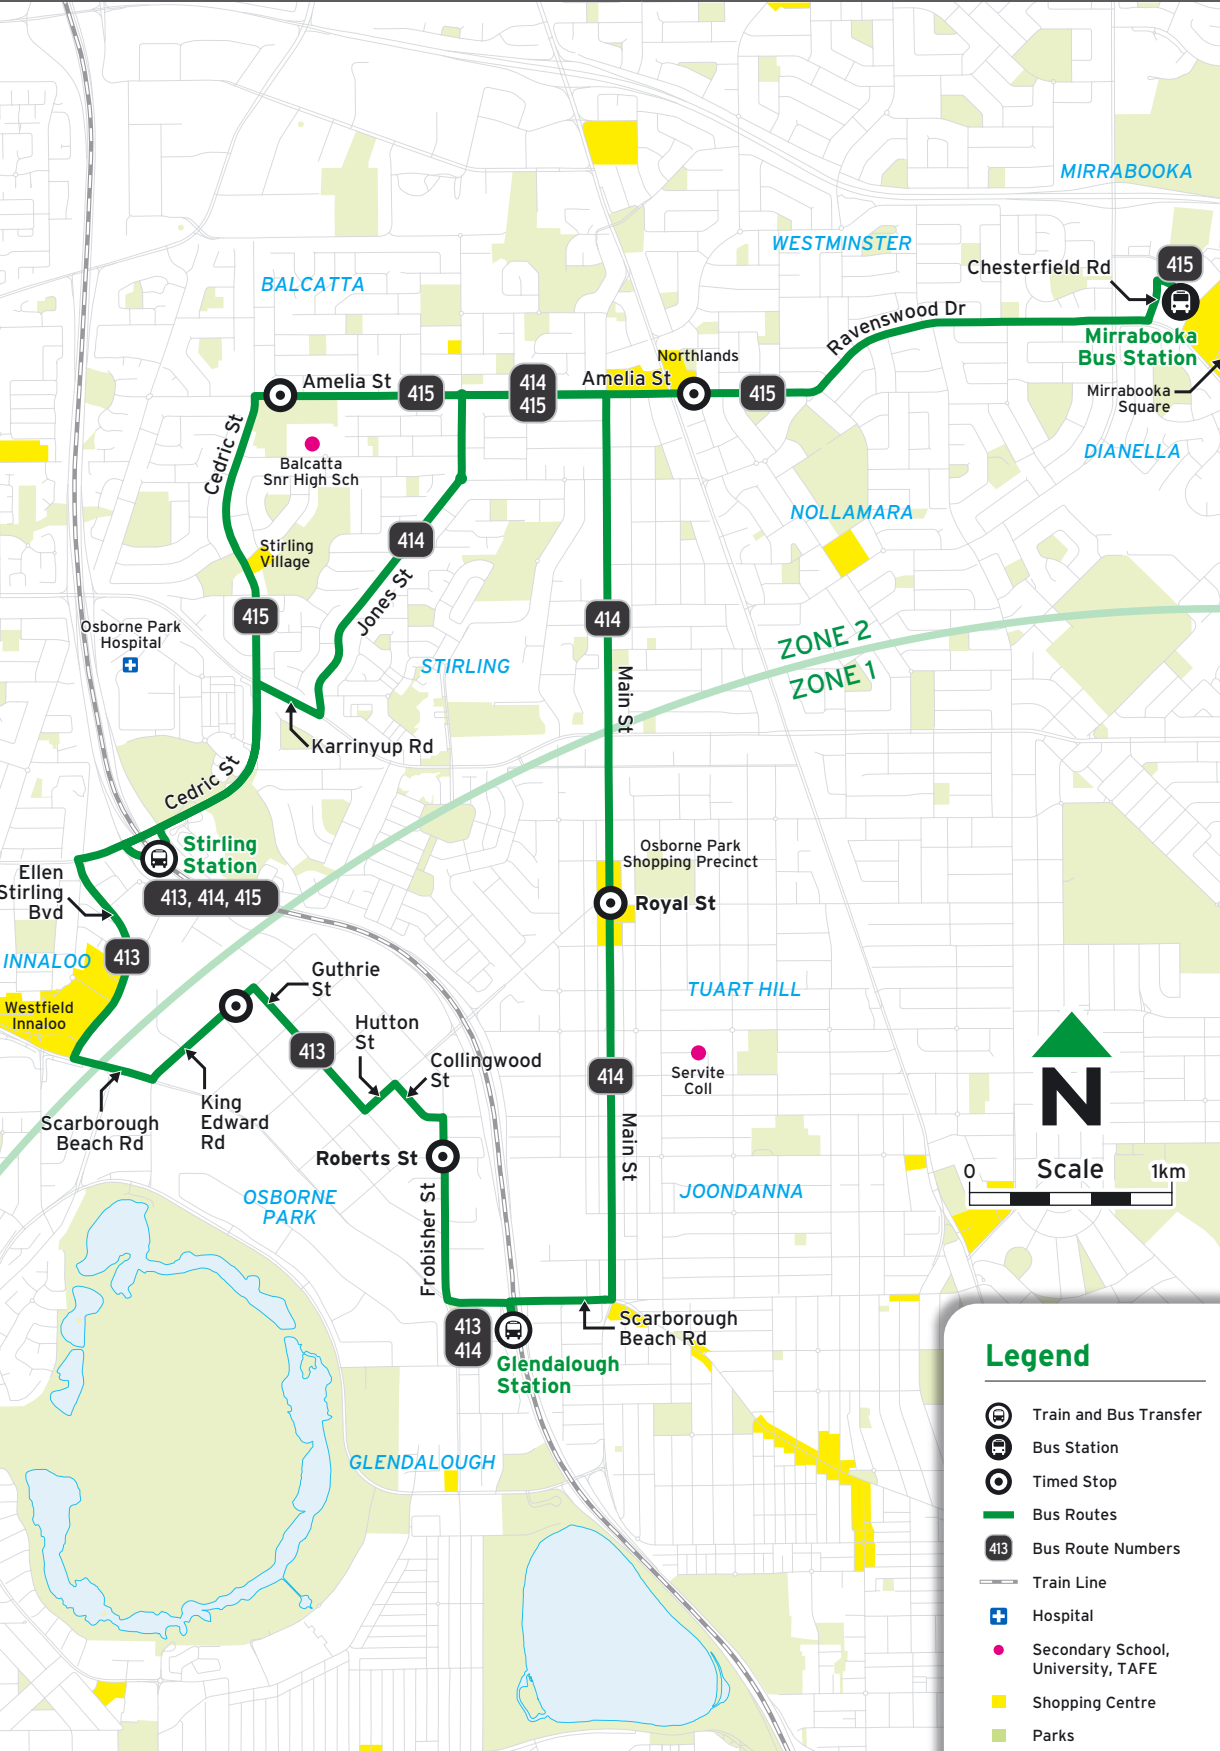 MIRRABOOKA
WESTMINSTER
Chesterfield Rd
415
BALCATTA
Ravenswood Dr
Mirrabooka
Bus Station
Northlands
Amelia St
415
414
415
Amelia St
415
Mirrabooka
Square
Cedric St
Balcatta
Snr High Sch
DIANELLA
NOLLAMARA
414
Stirling
Village
Jones St
415
414
Osborne Park
Hospital
ZONE 2
ZONE 1
STIRLING
Main St
Karrinyup Rd
Cedric St
Stirling
Station
413, 414, 415
Osborne Park
Shopping Precinct
Royal St
Ellen
Stirling
Bvd
413
INNALOO
Westfield
Innaloo
Guthrie
St
TUART HILL
Hutton
St
413
Collingwood
St
414
Servite
Coll
King
Edward
Rd
Scarborough
Beach Rd
Main St
Roberts St
N
0
Scale
1km
OSBORNE
PARK
JOONDANNA
Frobisher St
413
414
Scarborough
Beach Rd
Glendalough
Station
GLENDALOUGH
Legend
Train and Bus Transfer
Bus Station
Timed Stop
Bus Routes
413
Bus Route Numbers
Train Line
Hospital
Secondary School,
University, TAFE
Shopping Centre
Parks